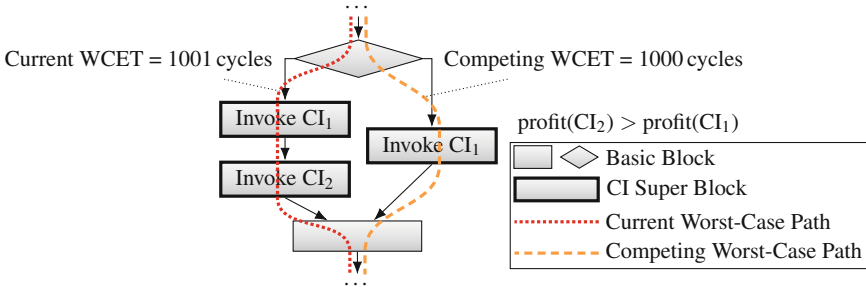 ...
Current WCET = 1001 cycles
Competing WCET = 1000 cycles
Invoke CI₁
Invoke CI₁
Invoke CI₂
...
profit(CI₂) > profit(CI₁)
Basic Block
CI Super Block
Current Worst-Case Path
Competing Worst-Case Path